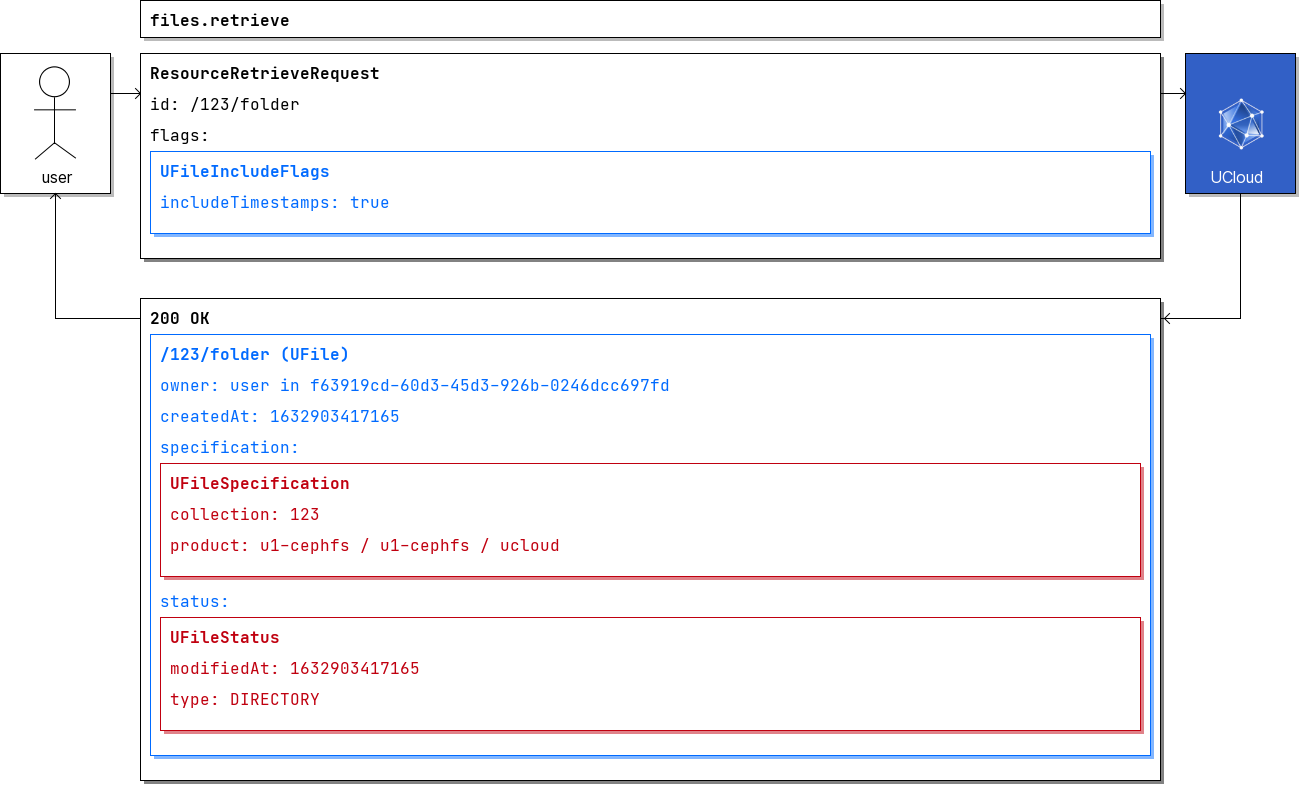 files.retrieve
ResourceRetrieveRequest
id: /123/folder
flags:
UFileIncludeFlags
includeTimestamps: true
user
UCloud
200 OK
/123/folder (UFile)
owner: user in f63919cd-60d3-45d3-926b-0246dcc697fd
createdAt: 1632903417165
specification:
UFileSpecification
collection: 123
product: u1-cephfs / u1-cephfs / ucloud
status:
UFileStatus
modifiedAt: 1632903417165
type: DIRECTORY